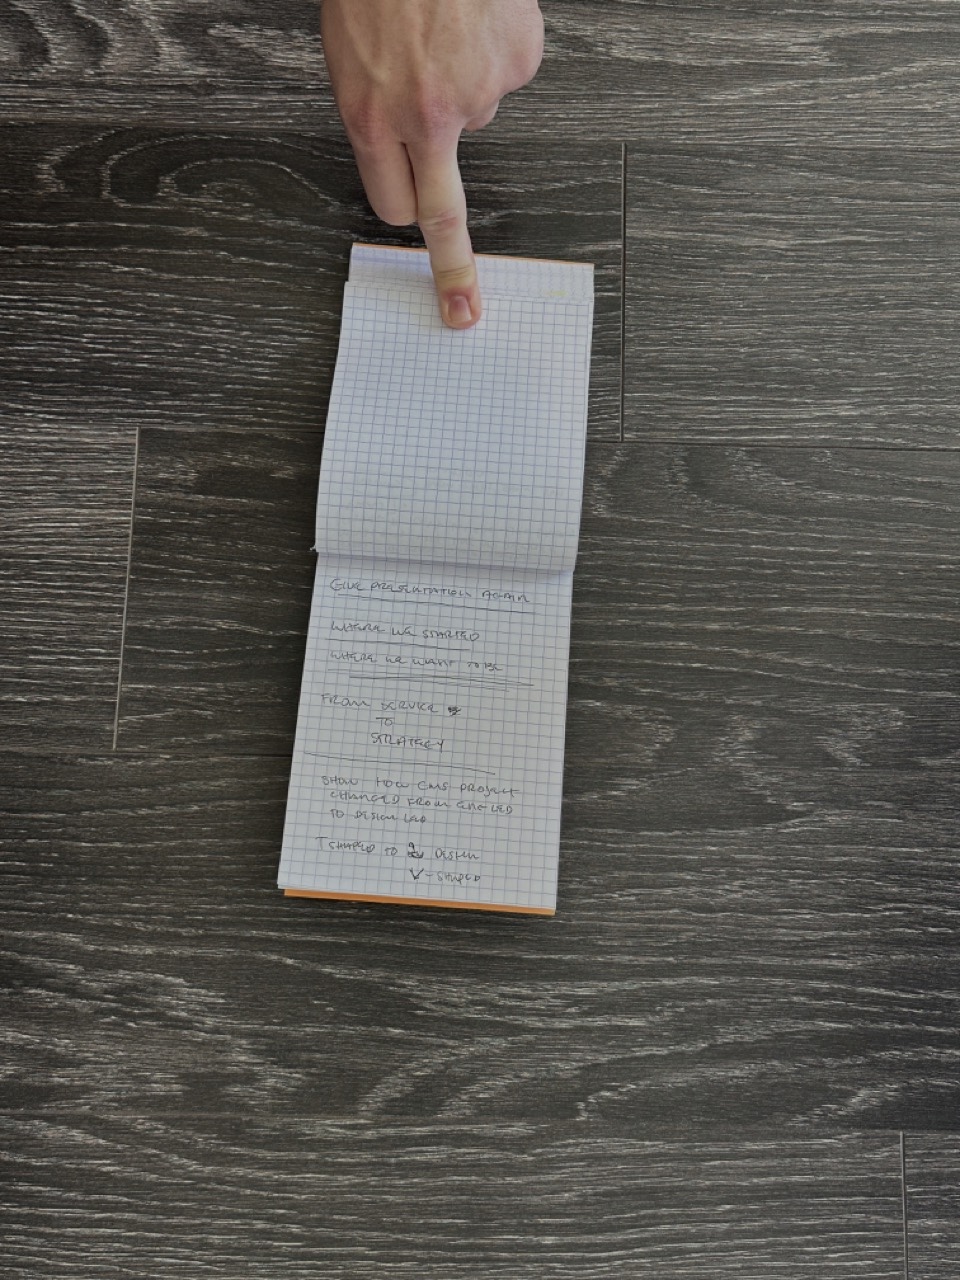 GIVE PRESENTATION AGAIN
WHERE WE STARTED
WHERE WE WANT TO BE
FROM SERVICE
TO
STRATEGY
SHOW HOW CMS PROJECT
CHANGED FROM ENG LED
TO DESIGN LED
T SHAPED TO DESIGN
V-SHAPED